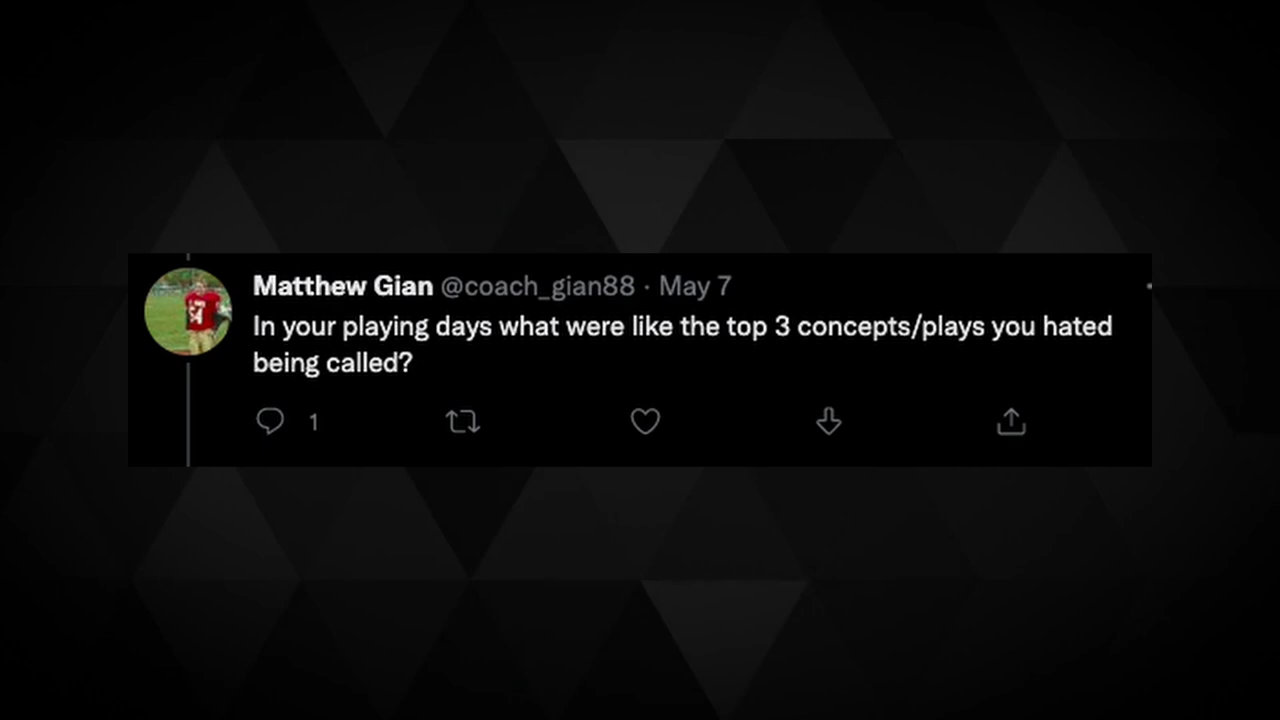 Matthew Gian @coach_gian88 · May 7
In your playing days what were like the top 3 concepts/plays you hated
being called?
1